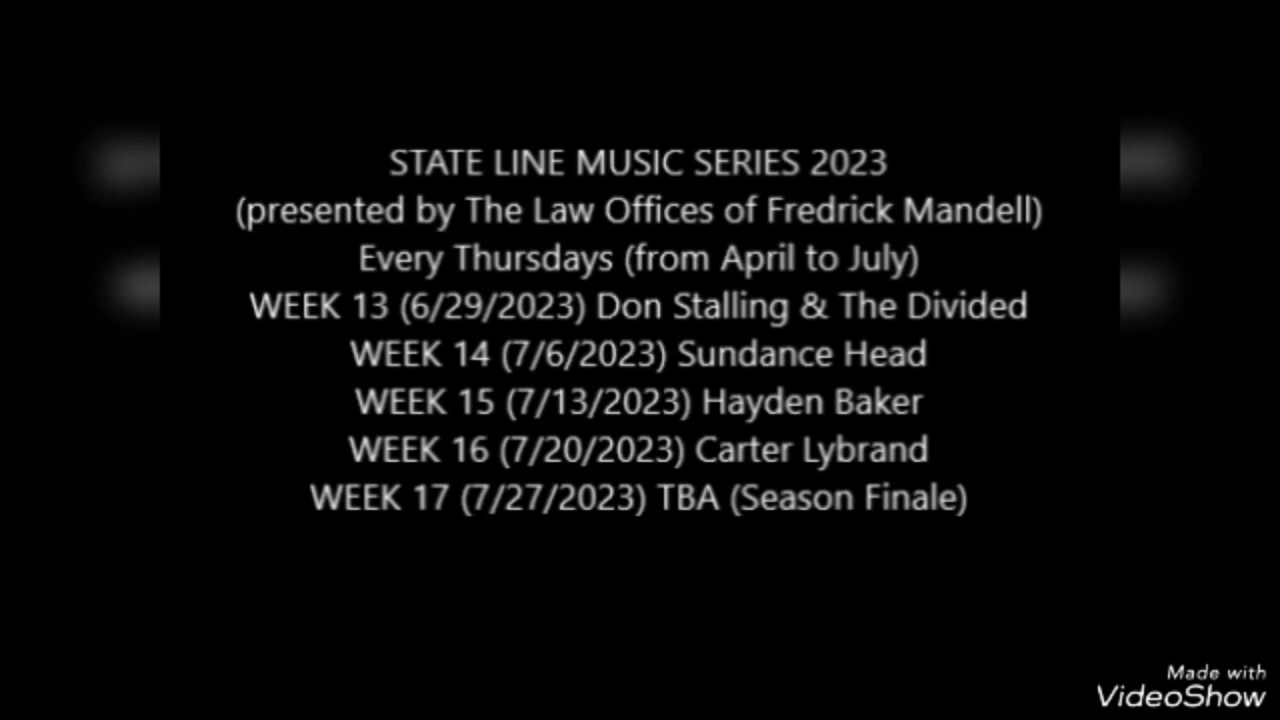 STATE LINE MUSIC SERIES 2023
(presented by The Law Offices of Fredrick Mandell)
Every Thursdays (from April to July)
WEEK 13 (6/29/2023) Don Stalling & The Divided
WEEK 14 (7/6/2023) Sundance Head
WEEK 15 (7/13/2023) Hayden Baker
WEEK 16 (7/20/2023) Carter Lybrand
WEEK 17 (7/27/2023) TBA (Season Finale)
Made with
VideoShow